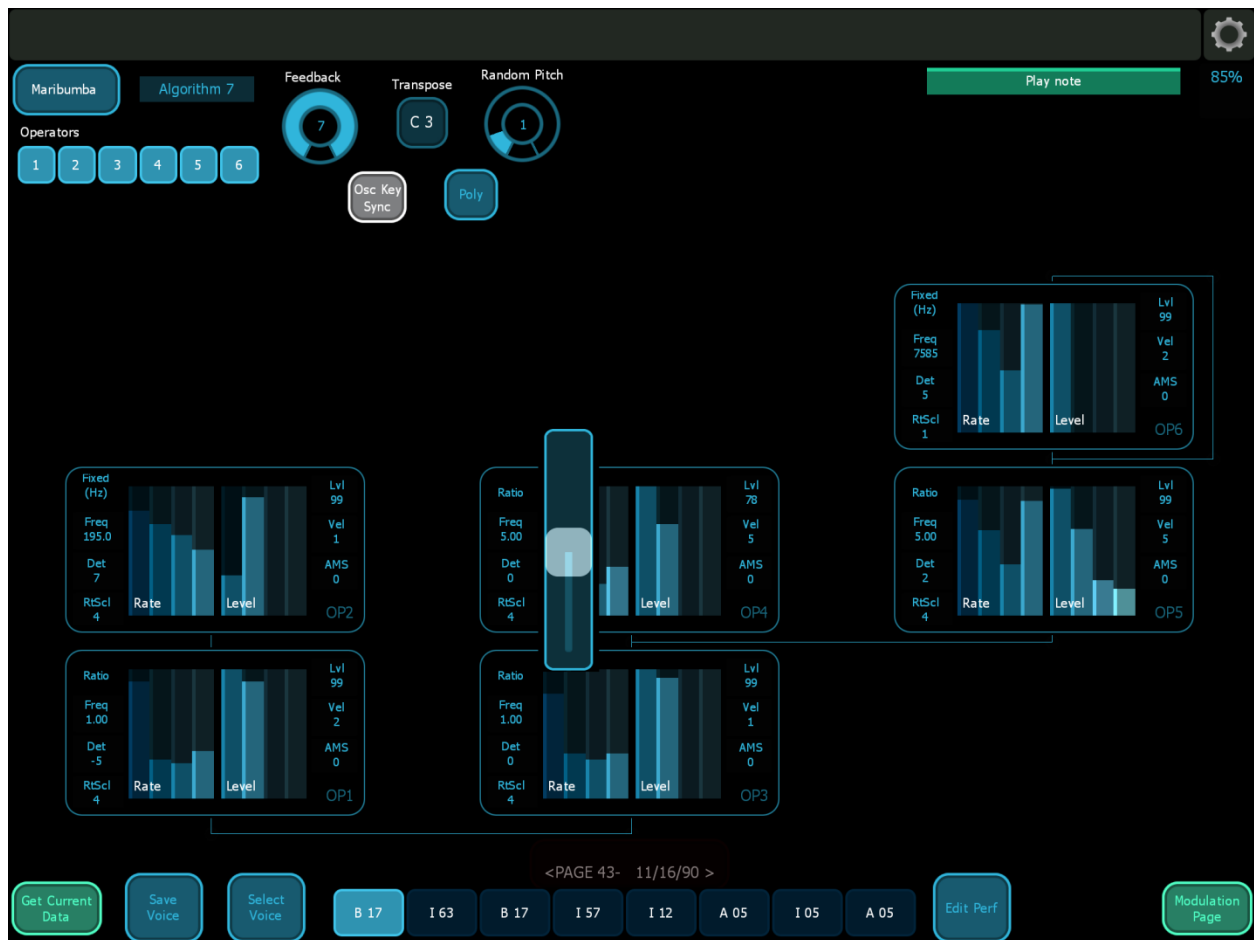 85%
Maribumba
Algorithm 7
Feedback
7
Transpose
C 3
Random Pitch
1
Play note
Operators
1 2 3 4 5 6
Osc Key
Sync
Poly
Fixed
(Hz)
Freq
7585
Det
5
RtScl
1
Rate
Level
Lvl
99
Vel
2
AMS
0
OP6
Fixed
(Hz)
Freq
195.0
Det
7
RtScl
4
Rate
Level
Lvl
99
Vel
1
AMS
0
OP2
Ratio
Freq
5.00
Det
0
RtScl
4
Level
Lvl
78
Vel
5
AMS
0
OP4
Ratio
Freq
5.00
Det
2
RtScl
4
Rate
Level
Lvl
99
Vel
5
AMS
0
OP5
Ratio
Freq
1.00
Det
-5
RtScl
4
Rate
Level
Lvl
99
Vel
2
AMS
0
OP1
Ratio
Freq
1.00
Det
0
RtScl
4
Rate
Level
Lvl
99
Vel
1
AMS
0
OP3
<PAGE 43- 11/16/90 >
Get Current
Data
Save
Voice
Select
Voice
B 17 I 63 B 17 I 57 I 12 A 05 I 05 A 05
Edit Perf
Modulation
Page